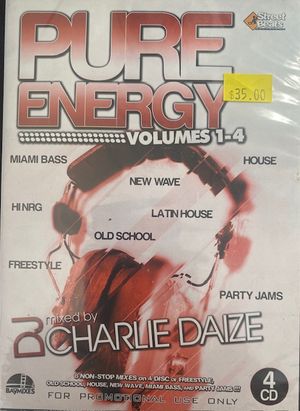 Street Beats
PURE
ENERGY
$35.00
VOLUMES 1-4
MIAMI BASS
HOUSE
NEW WAVE
HI NRG
LATIN HOUSE
OLD SCHOOL
FREESTYLE
PARTY JAMS
mixed by
DJ CHARLIE DAIZE
8 NON-STOP MIXES on 4 DISC of FREESTYLE,
OLD SCHOOL, HOUSE, NEW WAVE, MIAMI BASS, and PARTY JAMS !!!
4
CD
BAYMIXES
FOR PROMOTIONAL USE ONLY